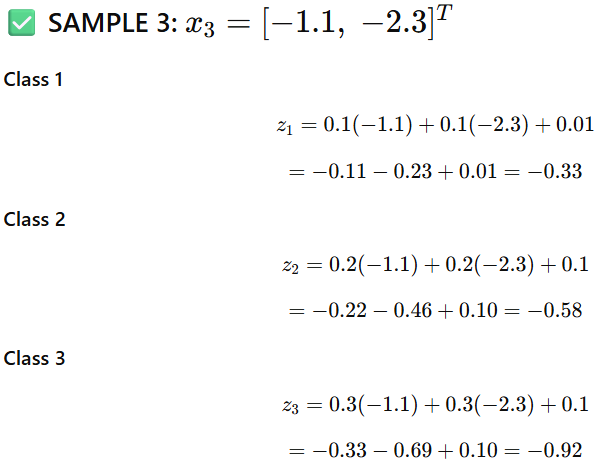 ✅ SAMPLE 3: x₃ = [−1.1, −2.3]ᵀ
Class 1
z₁ = 0.1(−1.1) + 0.1(−2.3) + 0.01
= −0.11 − 0.23 + 0.01 = −0.33
Class 2
z₂ = 0.2(−1.1) + 0.2(−2.3) + 0.1
= −0.22 − 0.46 + 0.10 = −0.58
Class 3
z₃ = 0.3(−1.1) + 0.3(−2.3) + 0.1
= −0.33 − 0.69 + 0.10 = −0.92